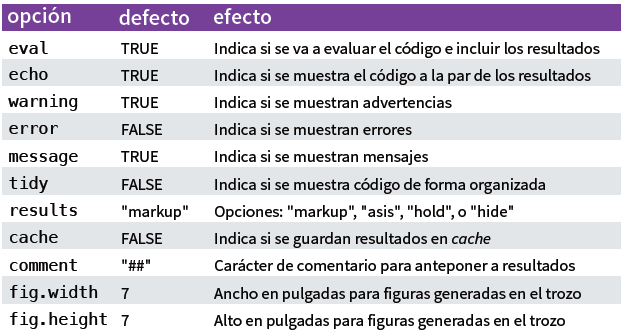 opción defecto efecto
eval TRUE Indica si se va a evaluar el código e incluir los resultados
echo TRUE Indica si se muestra el código a la par de los resultados
warning TRUE Indica si se muestran advertencias
error FALSE Indica si se muestran errores
message TRUE Indica si se muestran mensajes
tidy FALSE Indica si se muestra código de forma organizada
results "markup" Opciones: "markup", "asis", "hold", o "hide"
cache FALSE Indica si se guardan resultados en cache
comment "##" Carácter de comentario para anteponer a resultados
fig.width 7 Ancho en pulgadas para figuras generadas en el trozo
fig.height 7 Alto en pulgadas para figuras generadas en el trozo